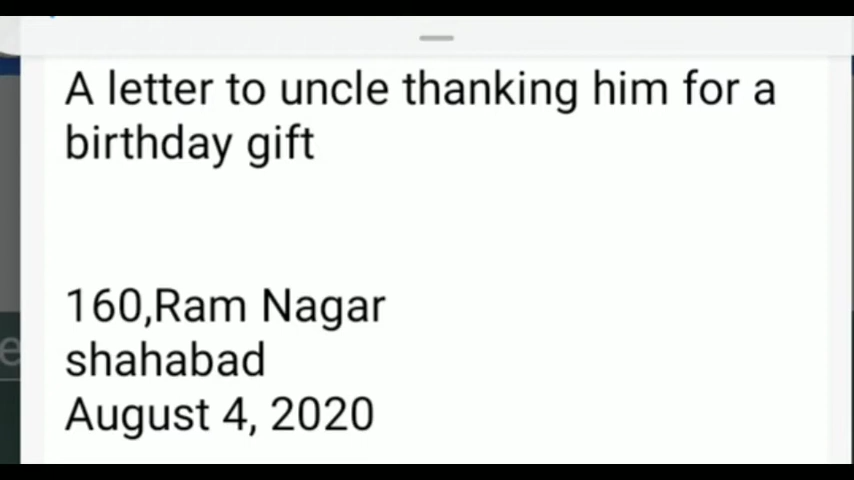 A letter to uncle thanking him for a
birthday gift
160,Ram Nagar
shahabad
August 4, 2020